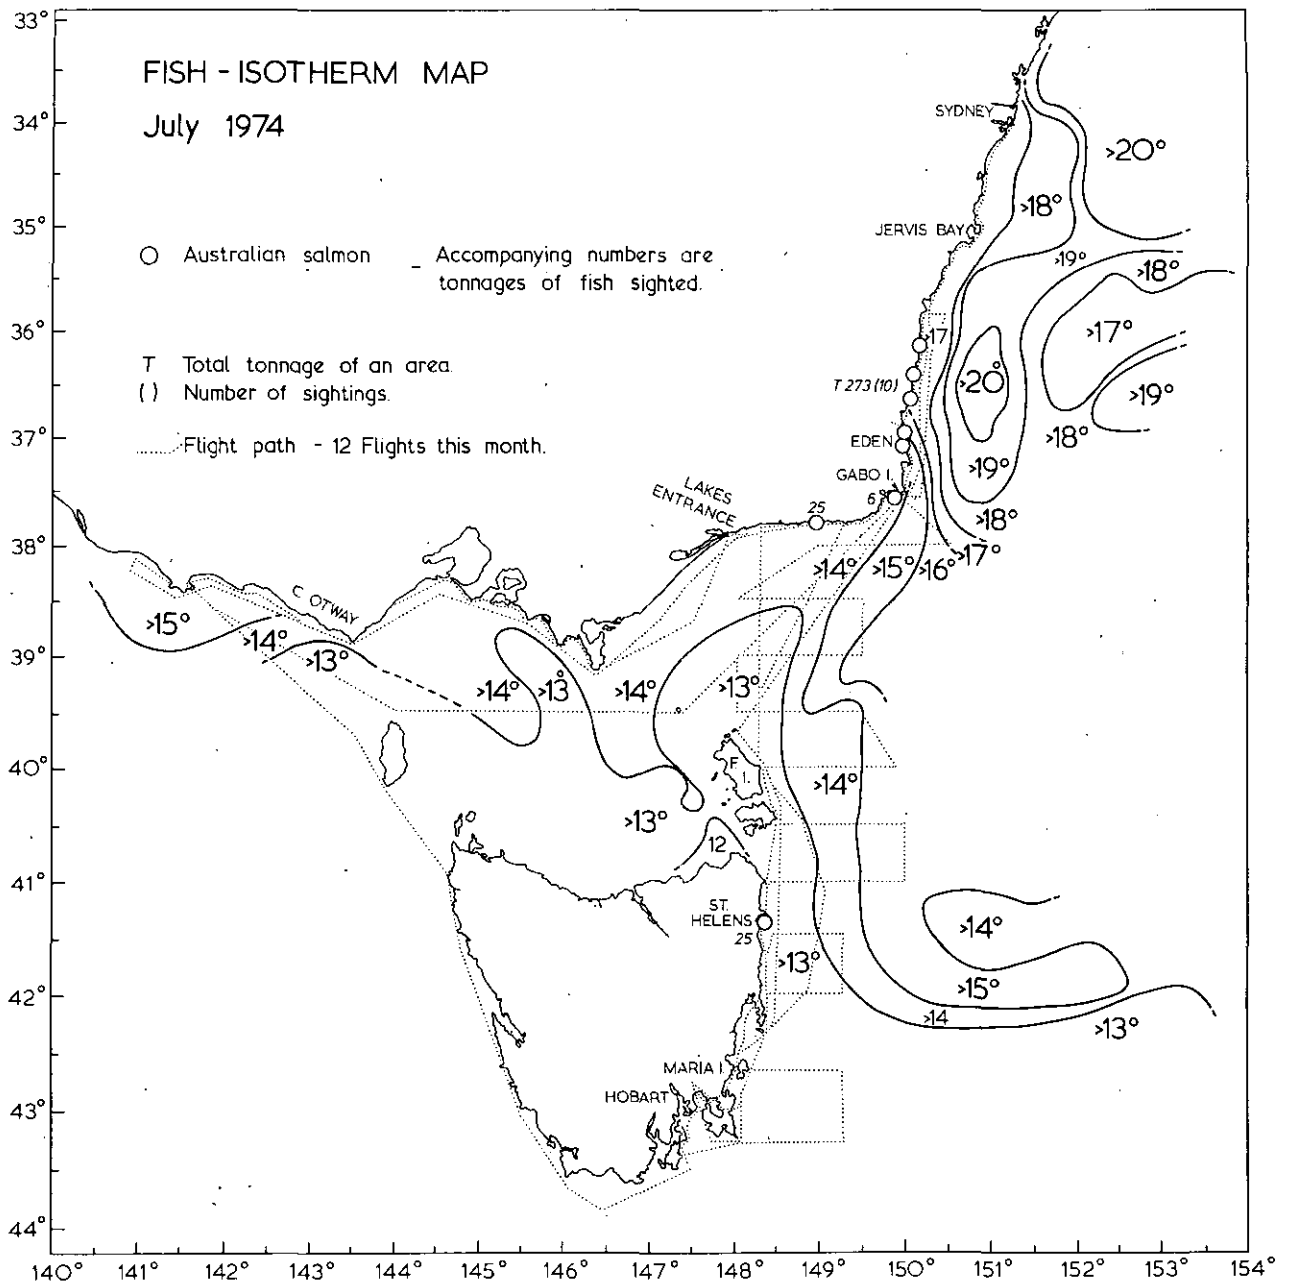 FISH - ISOTHERM MAP
July 1974
Australian salmon - Accompanying numbers are
tonnages of fish sighted.
T Total tonnage of an area.
( ) Number of sightings.
Flight path - 12 Flights this month.
33°
34°
35°
36°
37°
38°
39°
40°
41°
42°
43°
44°
140° 141° 142° 143° 144° 145° 146° 147° 148° 149° 150° 151° 152° 153° 154°
SYDNEY
>20°
>18°
JERVIS BAY
>19°
>18°
>17
>17°
T 273 (10)
>20°
>19°
EDEN
>18°
GABO I.
>19°
6
LAKES
ENTRANCE
25
>18°
>14°
>15°
>16°
>17°
C. OTWAY
>15°
>14°
>13°
>14°
>13°
>14°
>13°
F.
I.
>14°
>13°
12
ST.
HELENS
25
>14°
>13°
>15°
>14
>13°
MARIA I.
HOBART